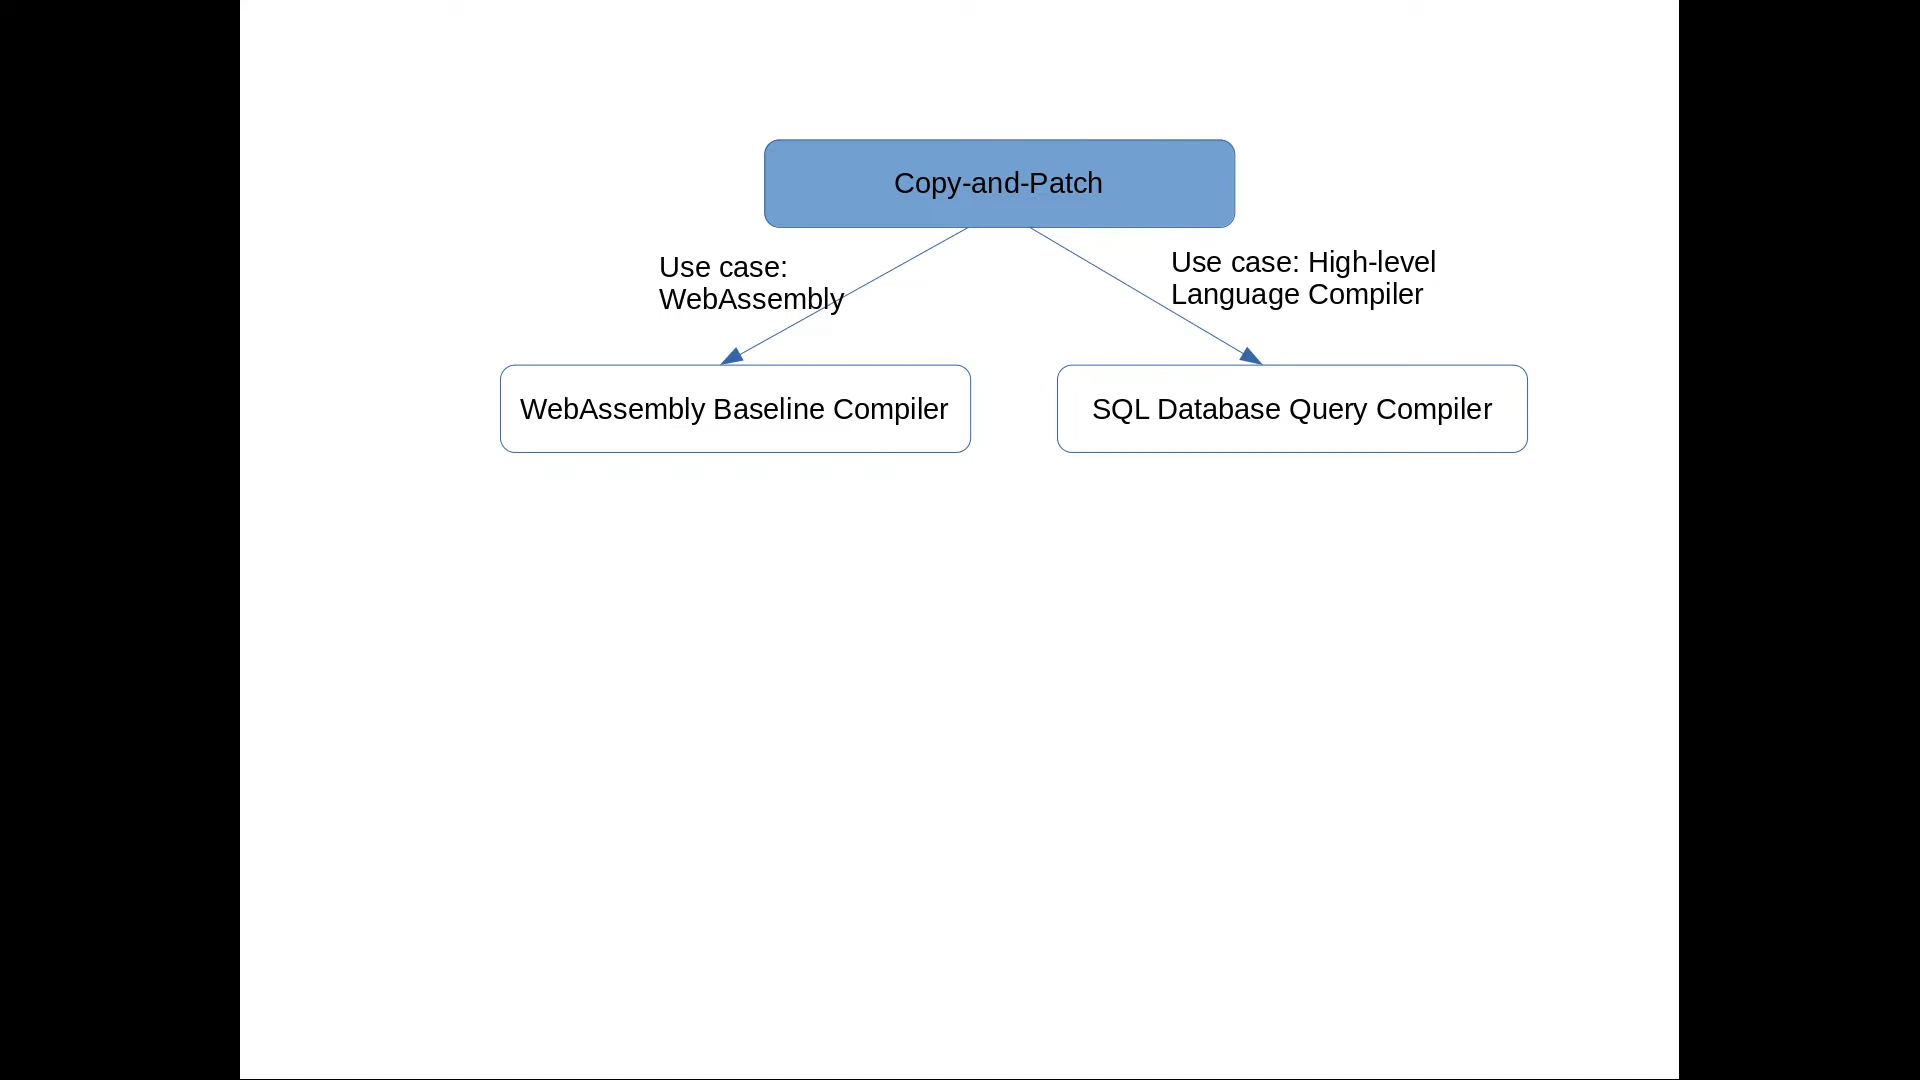 Copy-and-Patch
Use case:
WebAssembly
Use case: High-level
Language Compiler
WebAssembly Baseline Compiler
SQL Database Query Compiler